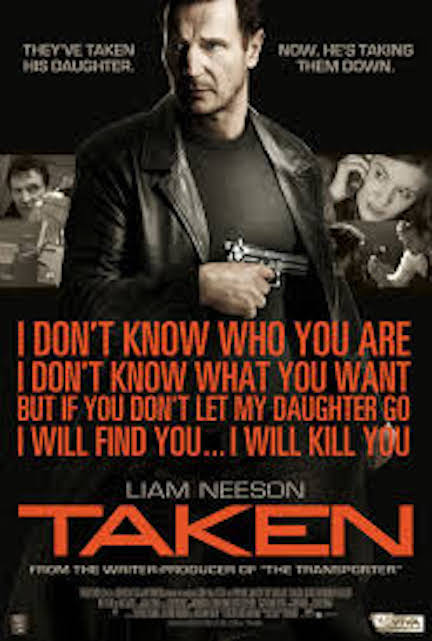 THEY'VE TAKEN
HIS DAUGHTER.
NOW, HE'S TAKING
THEM DOWN.
I DON'T KNOW WHO YOU ARE
I DON'T KNOW WHAT YOU WANT
BUT IF YOU DON'T LET MY DAUGHTER GO
I WILL FIND YOU...I WILL KILL YOU
LIAM NEESON
TAKEN
FROM THE WRITER-PRODUCER OF "THE TRANSPORTER"
VIVA